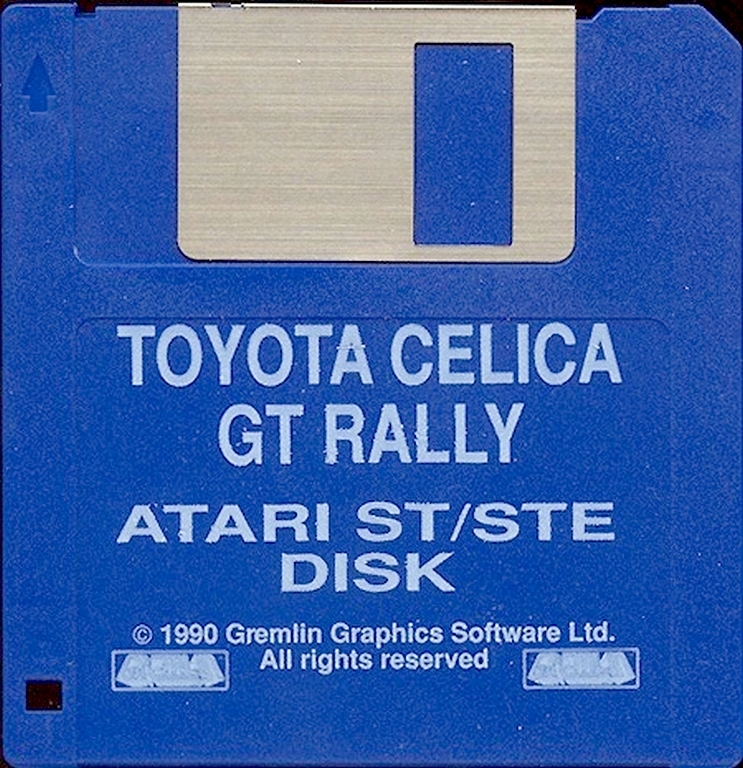 TOYOTA CELICA
GT RALLY
ATARI ST/STE
DISK
© 1990 Gremlin Graphics Software Ltd.
All rights reserved